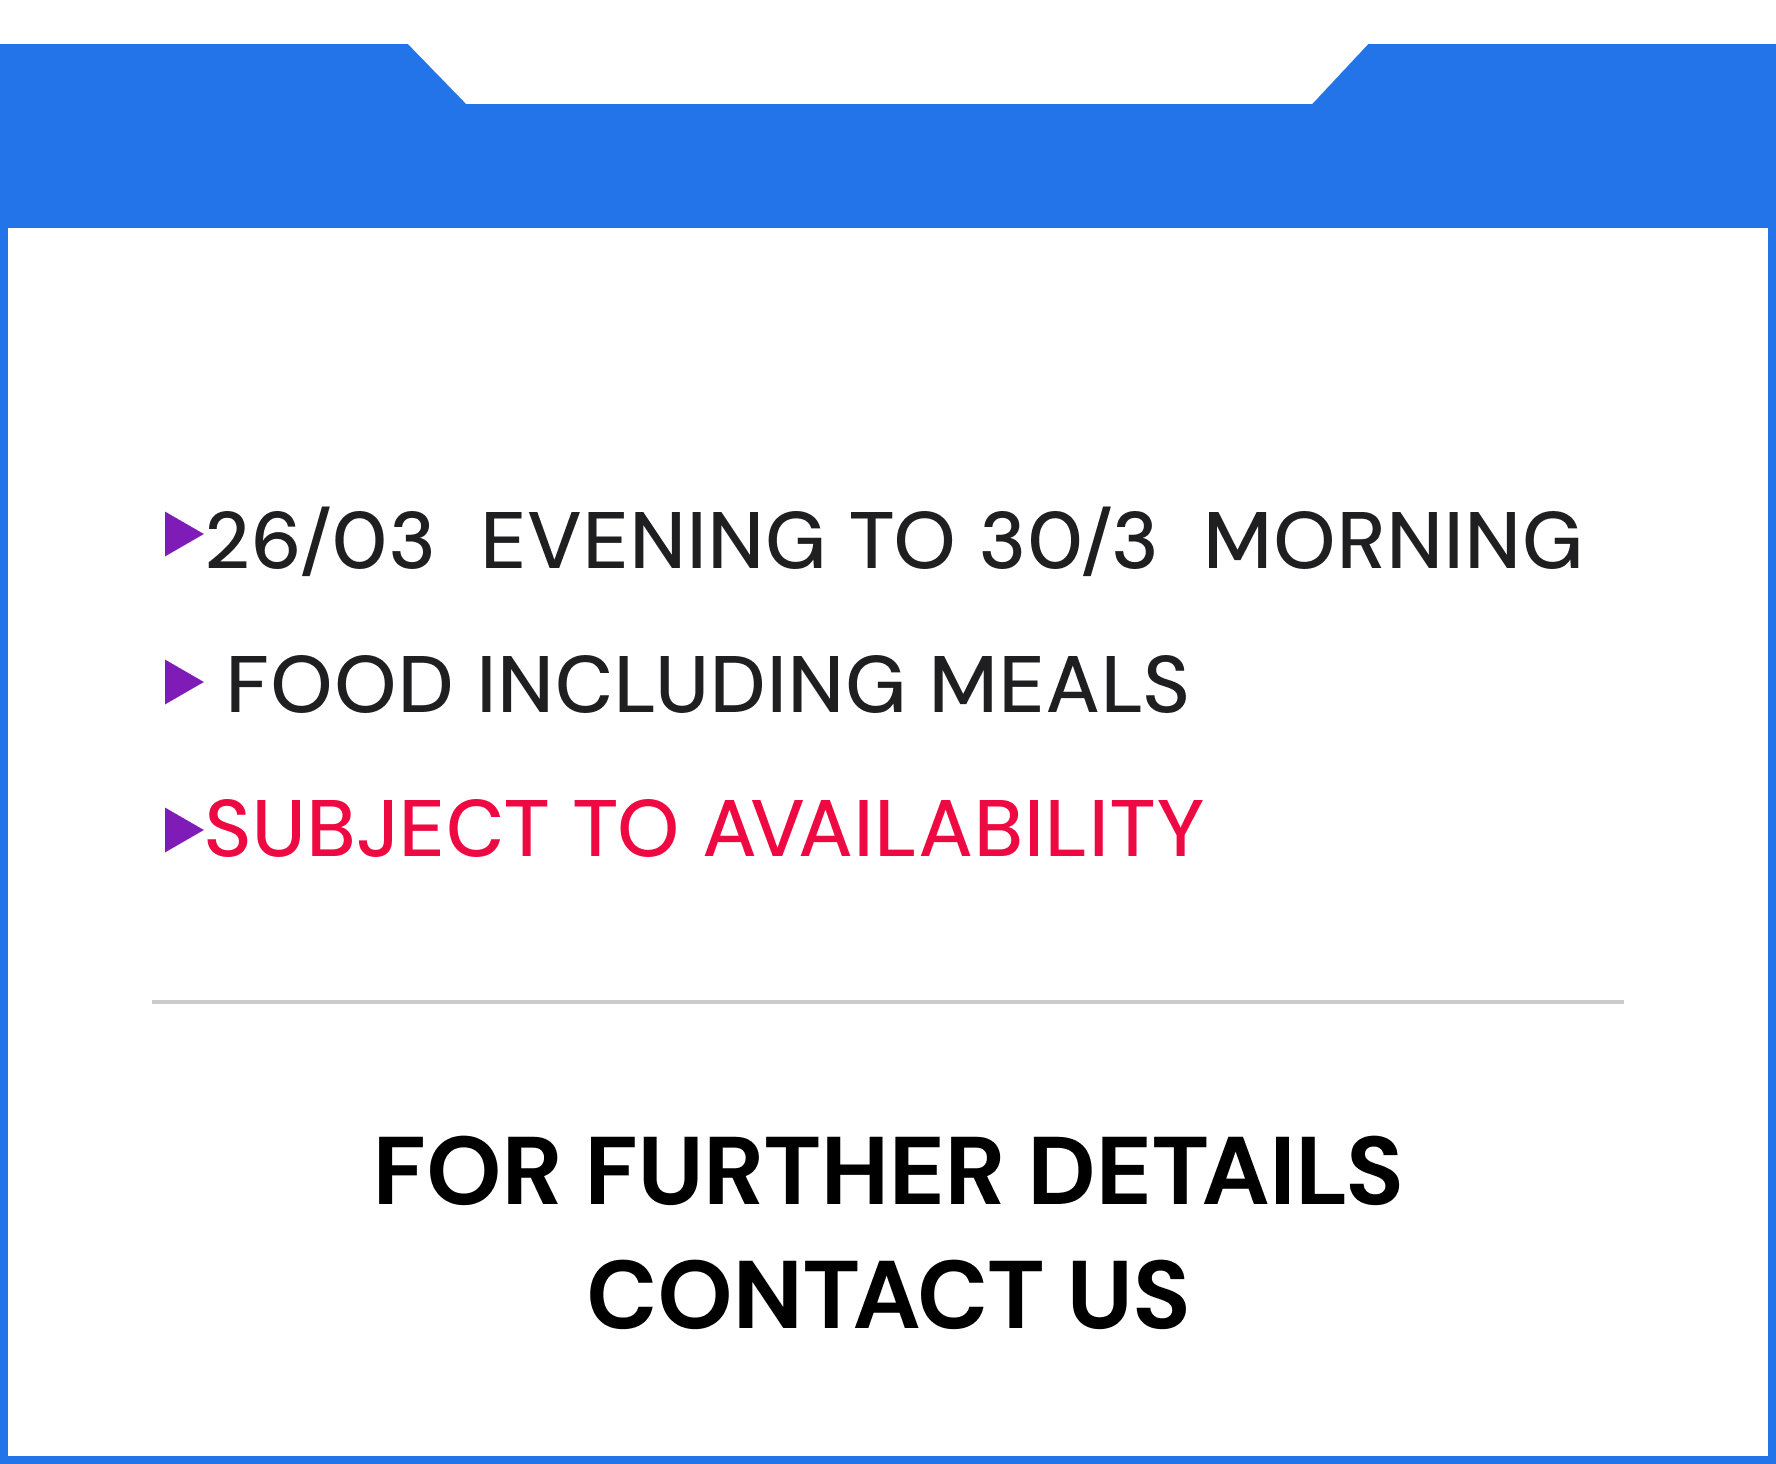 26/03  EVENING TO 30/3  MORNING
FOOD INCLUDING MEALS
SUBJECT TO AVAILABILITY
FOR FURTHER DETAILS
CONTACT US